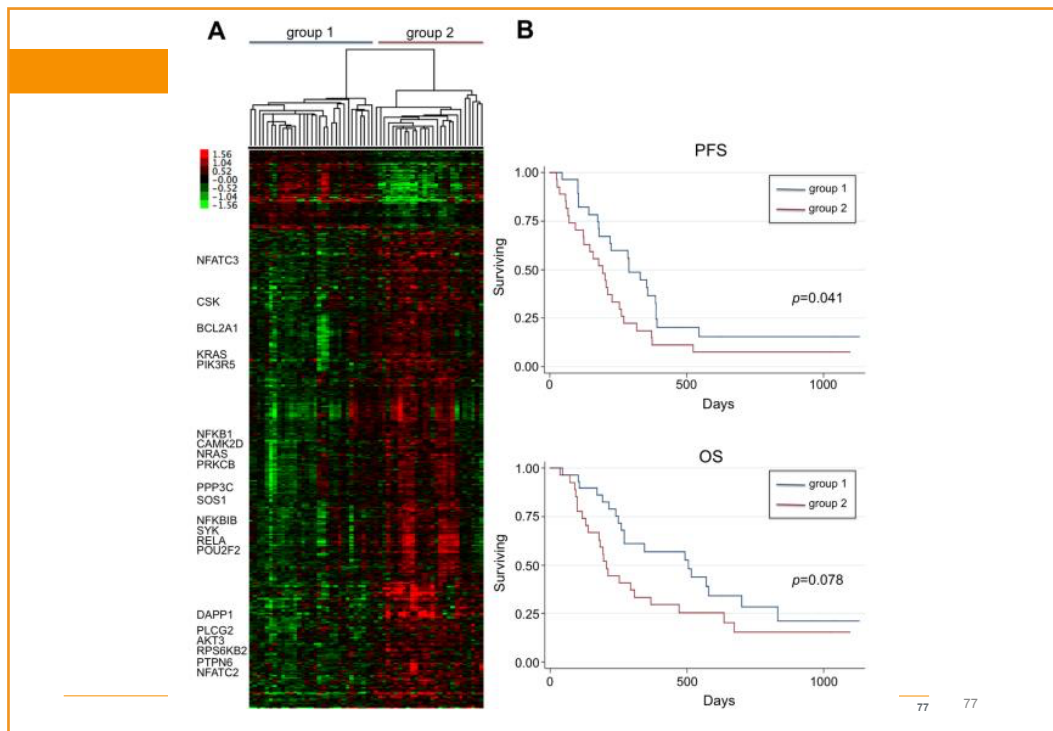 A
group 1
group 2
1.56
1.04
0.52
-0.00
-0.52
-1.04
-1.56
NFATC3
CSK
BCL2A1
KRAS
PIK3R5
NFKB1
CAMK2D
NRAS
PRKCB
PPP3C
SOS1
NFKBIB
SYK
RELA
POU2F2
DAPP1
PLCG2
AKT3
RPS6KB2
PTPN6
NFATC2
B
PFS
1.00
0.75
0.50
0.25
0.00
Surviving
group 1
group 2
p=0.041
0
500
1000
Days
OS
1.00
0.75
0.50
0.25
0.00
Surviving
group 1
group 2
p=0.078
0
500
1000
Days
77
77